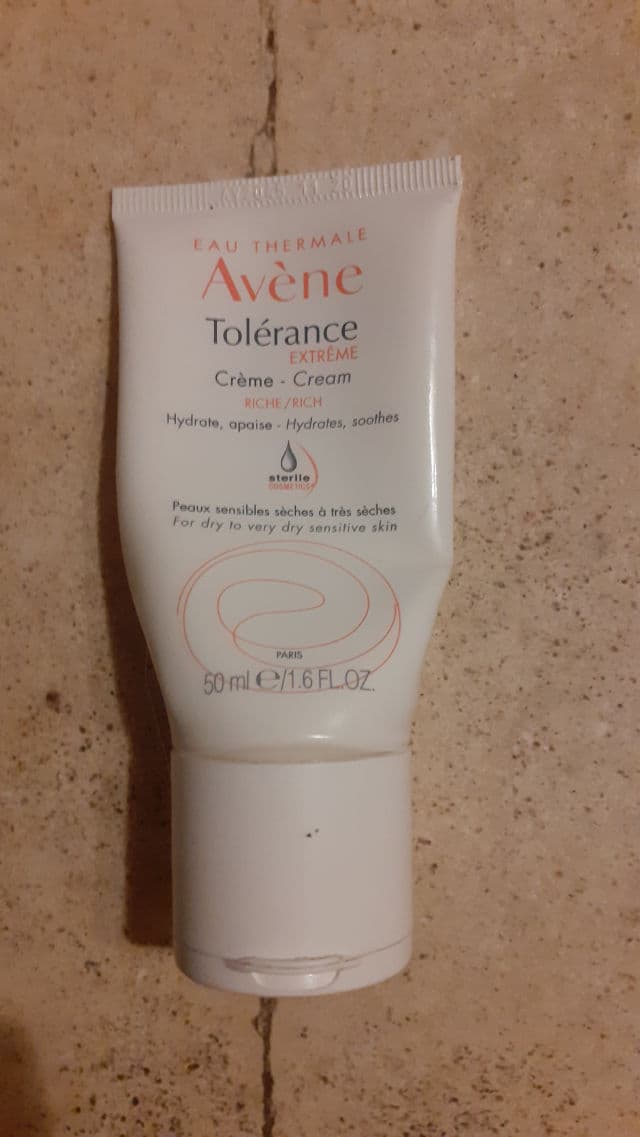 EAU THERMALE
Avène
Tolérance
EXTRÊME
Crème - Cream
RICHE/RICH
Hydrate, apaise - Hydrates, soothes
sterile
COSMETICS
Peaux sensibles sèches à très sèches
For dry to very dry sensitive skin
PARIS
50 ml e/1.6 FL.OZ.